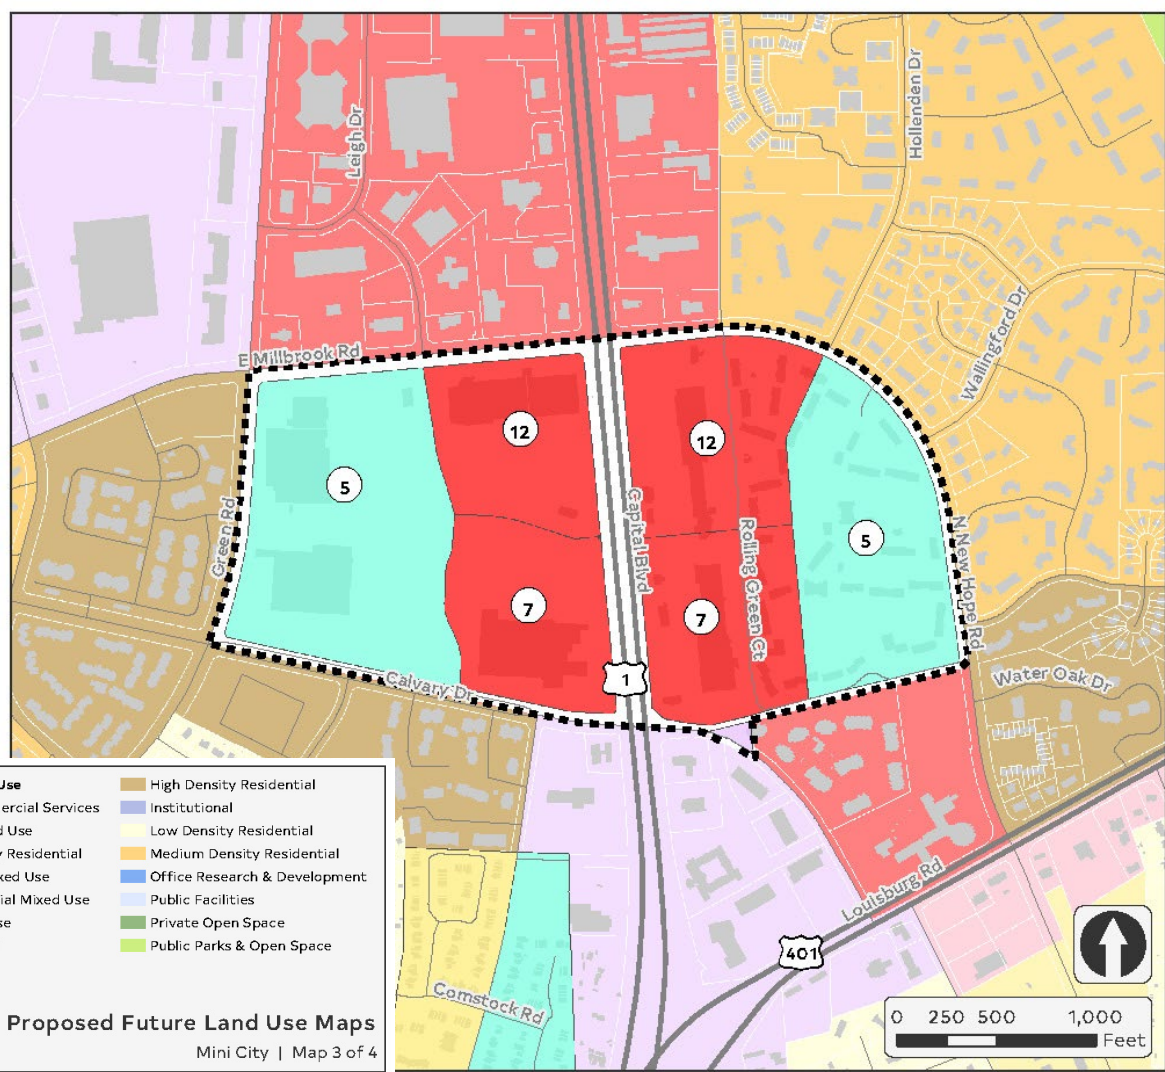 Hollenden Dr
Leigh Dr
Wallingford Dr
E Millbrook Rd
12
12
5
5
Green Rd
Capital Blvd
Rolling Green Ct
N New Hope Rd
7
7
1
Calvary Dr
Water Oak Dr
Louisburg Rd
401
Comstock Rd
Use
Services
Use
Residential
Use
Mixed Use
High Density Residential
Institutional
Low Density Residential
Medium Density Residential
Office Research & Development
Public Facilities
Private Open Space
Public Parks & Open Space
Proposed Future Land Use Maps
Mini City | Map 3 of 4
0 250 500 1,000
Feet